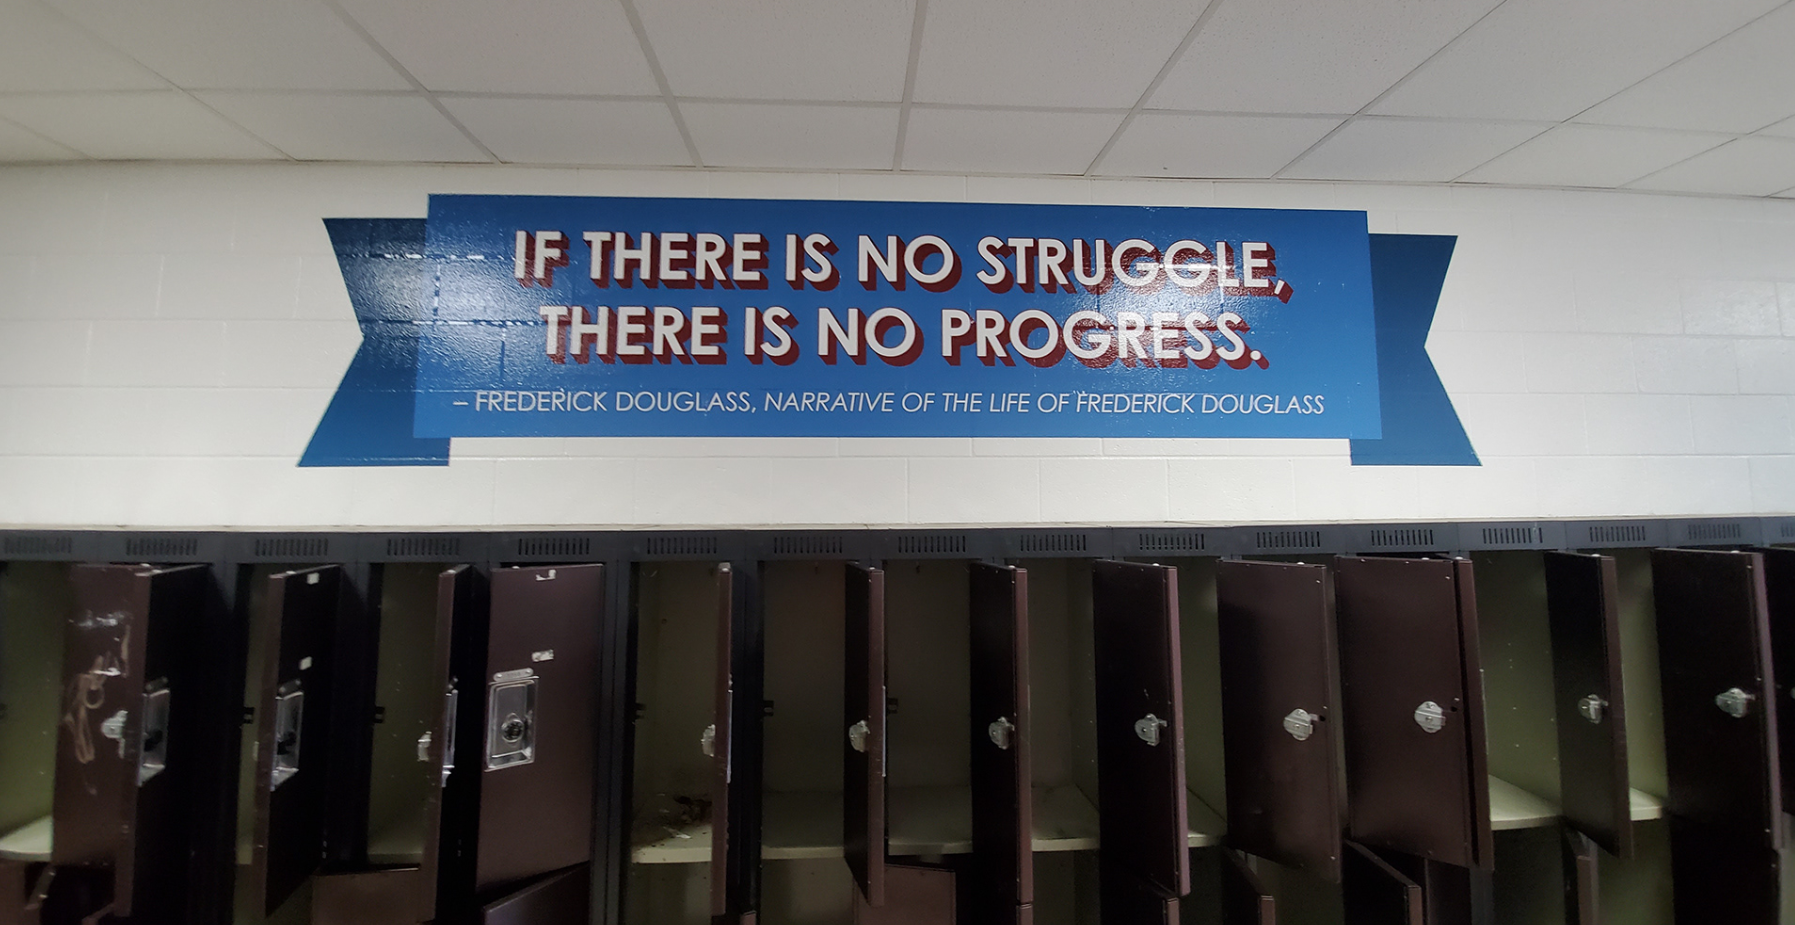 IF THERE IS NO STRUGGLE,
THERE IS NO PROGRESS.
– FREDERICK DOUGLASS, NARRATIVE OF THE LIFE OF FREDERICK DOUGLASS